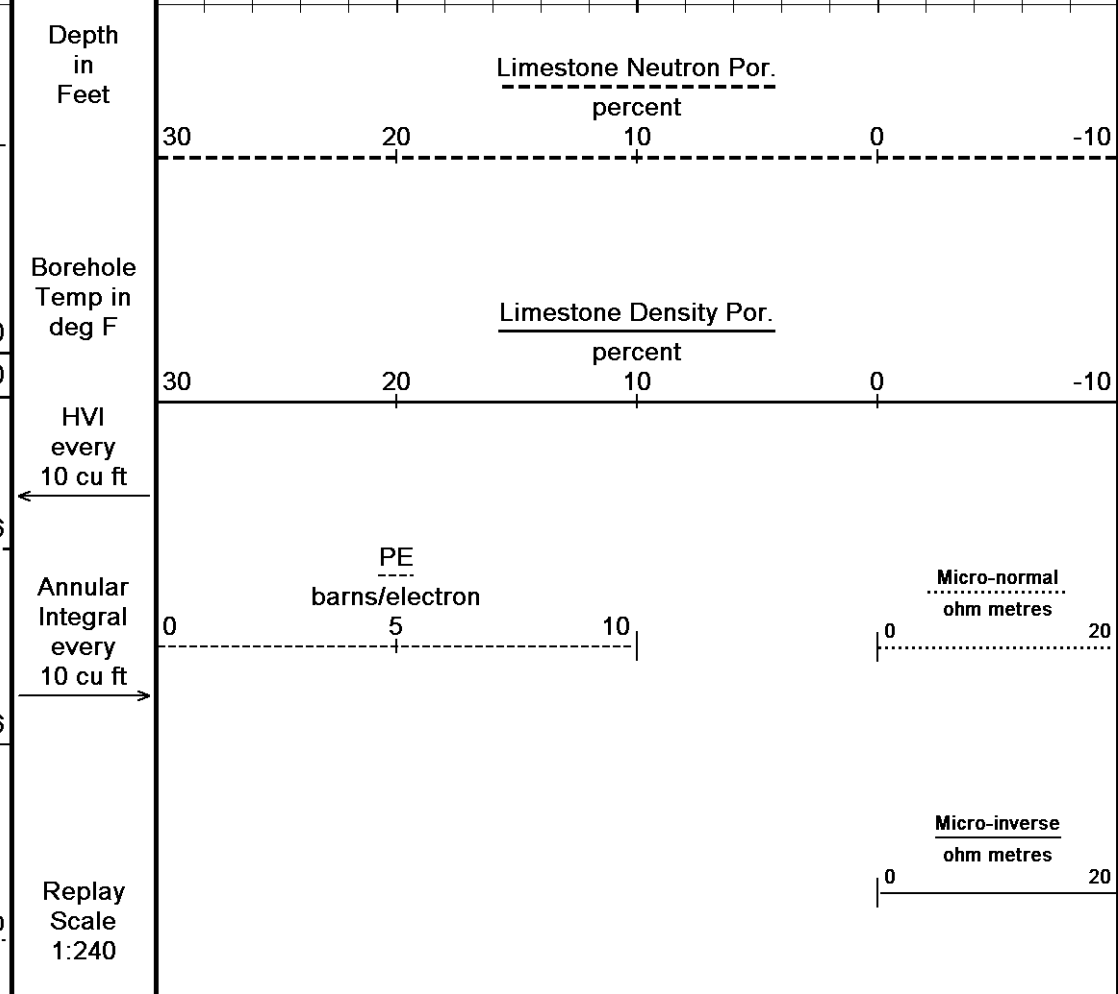 Depth
in
Feet
Borehole
Temp in
deg F
HVI
every
10 cu ft
Annular
Integral
every
10 cu ft
Replay
Scale
1:240
Limestone Neutron Por.
percent
30 20 10 0 -10
Limestone Density Por.
percent
30 20 10 0 -10
PE
barns/electron
0 5 10
Micro-normal
ohm metres
0 20
Micro-inverse
ohm metres
0 20